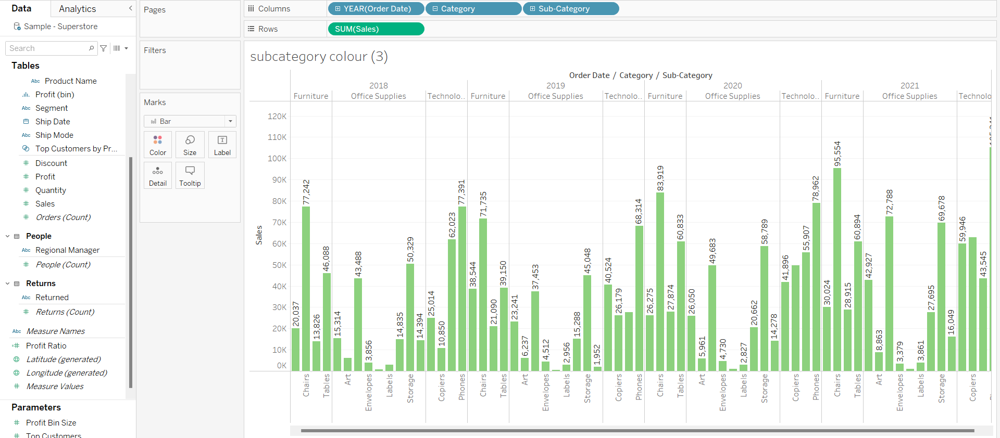 Data
Analytics
Sample - Superstore
Search
Tables
Abc Product Name
Profit (bin)
Abc Segment
Ship Date
Abc Ship Mode
Top Customers by Pr...
Discount
Profit
Quantity
Sales
Orders (Count)
People
Abc Regional Manager
People (Count)
Returns
Abc Returned
Returns (Count)
Abc Measure Names
Profit Ratio
Latitude (generated)
Longitude (generated)
Measure Values
Parameters
Profit Bin Size
Top Customers
Pages
Filters
Marks
Bar
Color Size Label
Detail Tooltip
Columns YEAR(Order Date) Category Sub-Category
Rows SUM(Sales)
subcategory colour (3)
Order Date / Category / Sub-Category
2018 2019 2020 2021
Furniture Office Supplies Technolo.. Furniture Office Supplies Technolo.. Furniture Office Supplies Technolo.. Furniture Office Supplies Technolo
Sales
120K
110K
100K
90K
80K
70K
60K
50K
40K
30K
20K
10K
0K
20,037 77,242 13,826 46,088 15,314 43,488 3,856 14,835 50,329 14,394 25,014 10,850 62,023 77,391
38,544 71,735 21,090 39,150 23,241 6,237 37,453 4,512 2,956 15,288 45,048 1,952 40,524 26,179 68,314
26,275 83,919 27,874 60,833 26,050 5,961 49,683 4,730 2,827 20,662 58,789 14,278 41,896 55,907 78,962
30,024 95,554 28,915 60,894 42,927 8,863 72,788 3,379 3,861 27,695 69,678 16,049 59,946 43,545
Chairs Tables Art Envelopes Labels Storage Copiers Phones Chairs Tables Art Envelopes Labels Storage Copiers Phones Chairs Tables Art Envelopes Labels Storage Copiers Phones Chairs Tables Art Envelopes Labels Storage Copiers